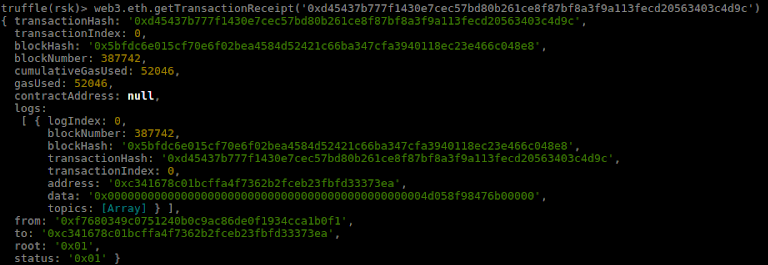 truffle(rsk)> web3.eth.getTransactionReceipt('0xd45437b777f1430e7cec57bd80b261ce8f87bf8a3f9a113fecd20563403c4d9c')
{ transactionHash: '0xd45437b777f1430e7cec57bd80b261ce8f87bf8a3f9a113fecd20563403c4d9c',
transactionIndex: 0,
blockHash: '0x5bfdc6e015cf70e6f02bea4584d52421c66ba347cfa3940118ec23e466c048e8',
blockNumber: 387742,
cumulativeGasUsed: 52046,
gasUsed: 52046,
contractAddress: null,
logs:
[ { logIndex: 0,
blockNumber: 387742,
blockHash: '0x5bfdc6e015cf70e6f02bea4584d52421c66ba347cfa3940118ec23e466c048e8',
transactionHash: '0xd45437b777f1430e7cec57bd80b261ce8f87bf8a3f9a113fecd20563403c4d9c',
transactionIndex: 0,
address: '0xc341678c01bcffa4f7362b2fceb23fbfd33373ea',
data: '0x0000000000000000000000000000000000000000000000004d058f98476b00000',
topics: [Array] } ],
from: '0xf7680349c0751240b0c9ac86de0f1934cca1b0f1',
to: '0xc341678c01bcffa4f7362b2fceb23fbfd33373ea',
root: '0x01',
status: '0x01' }